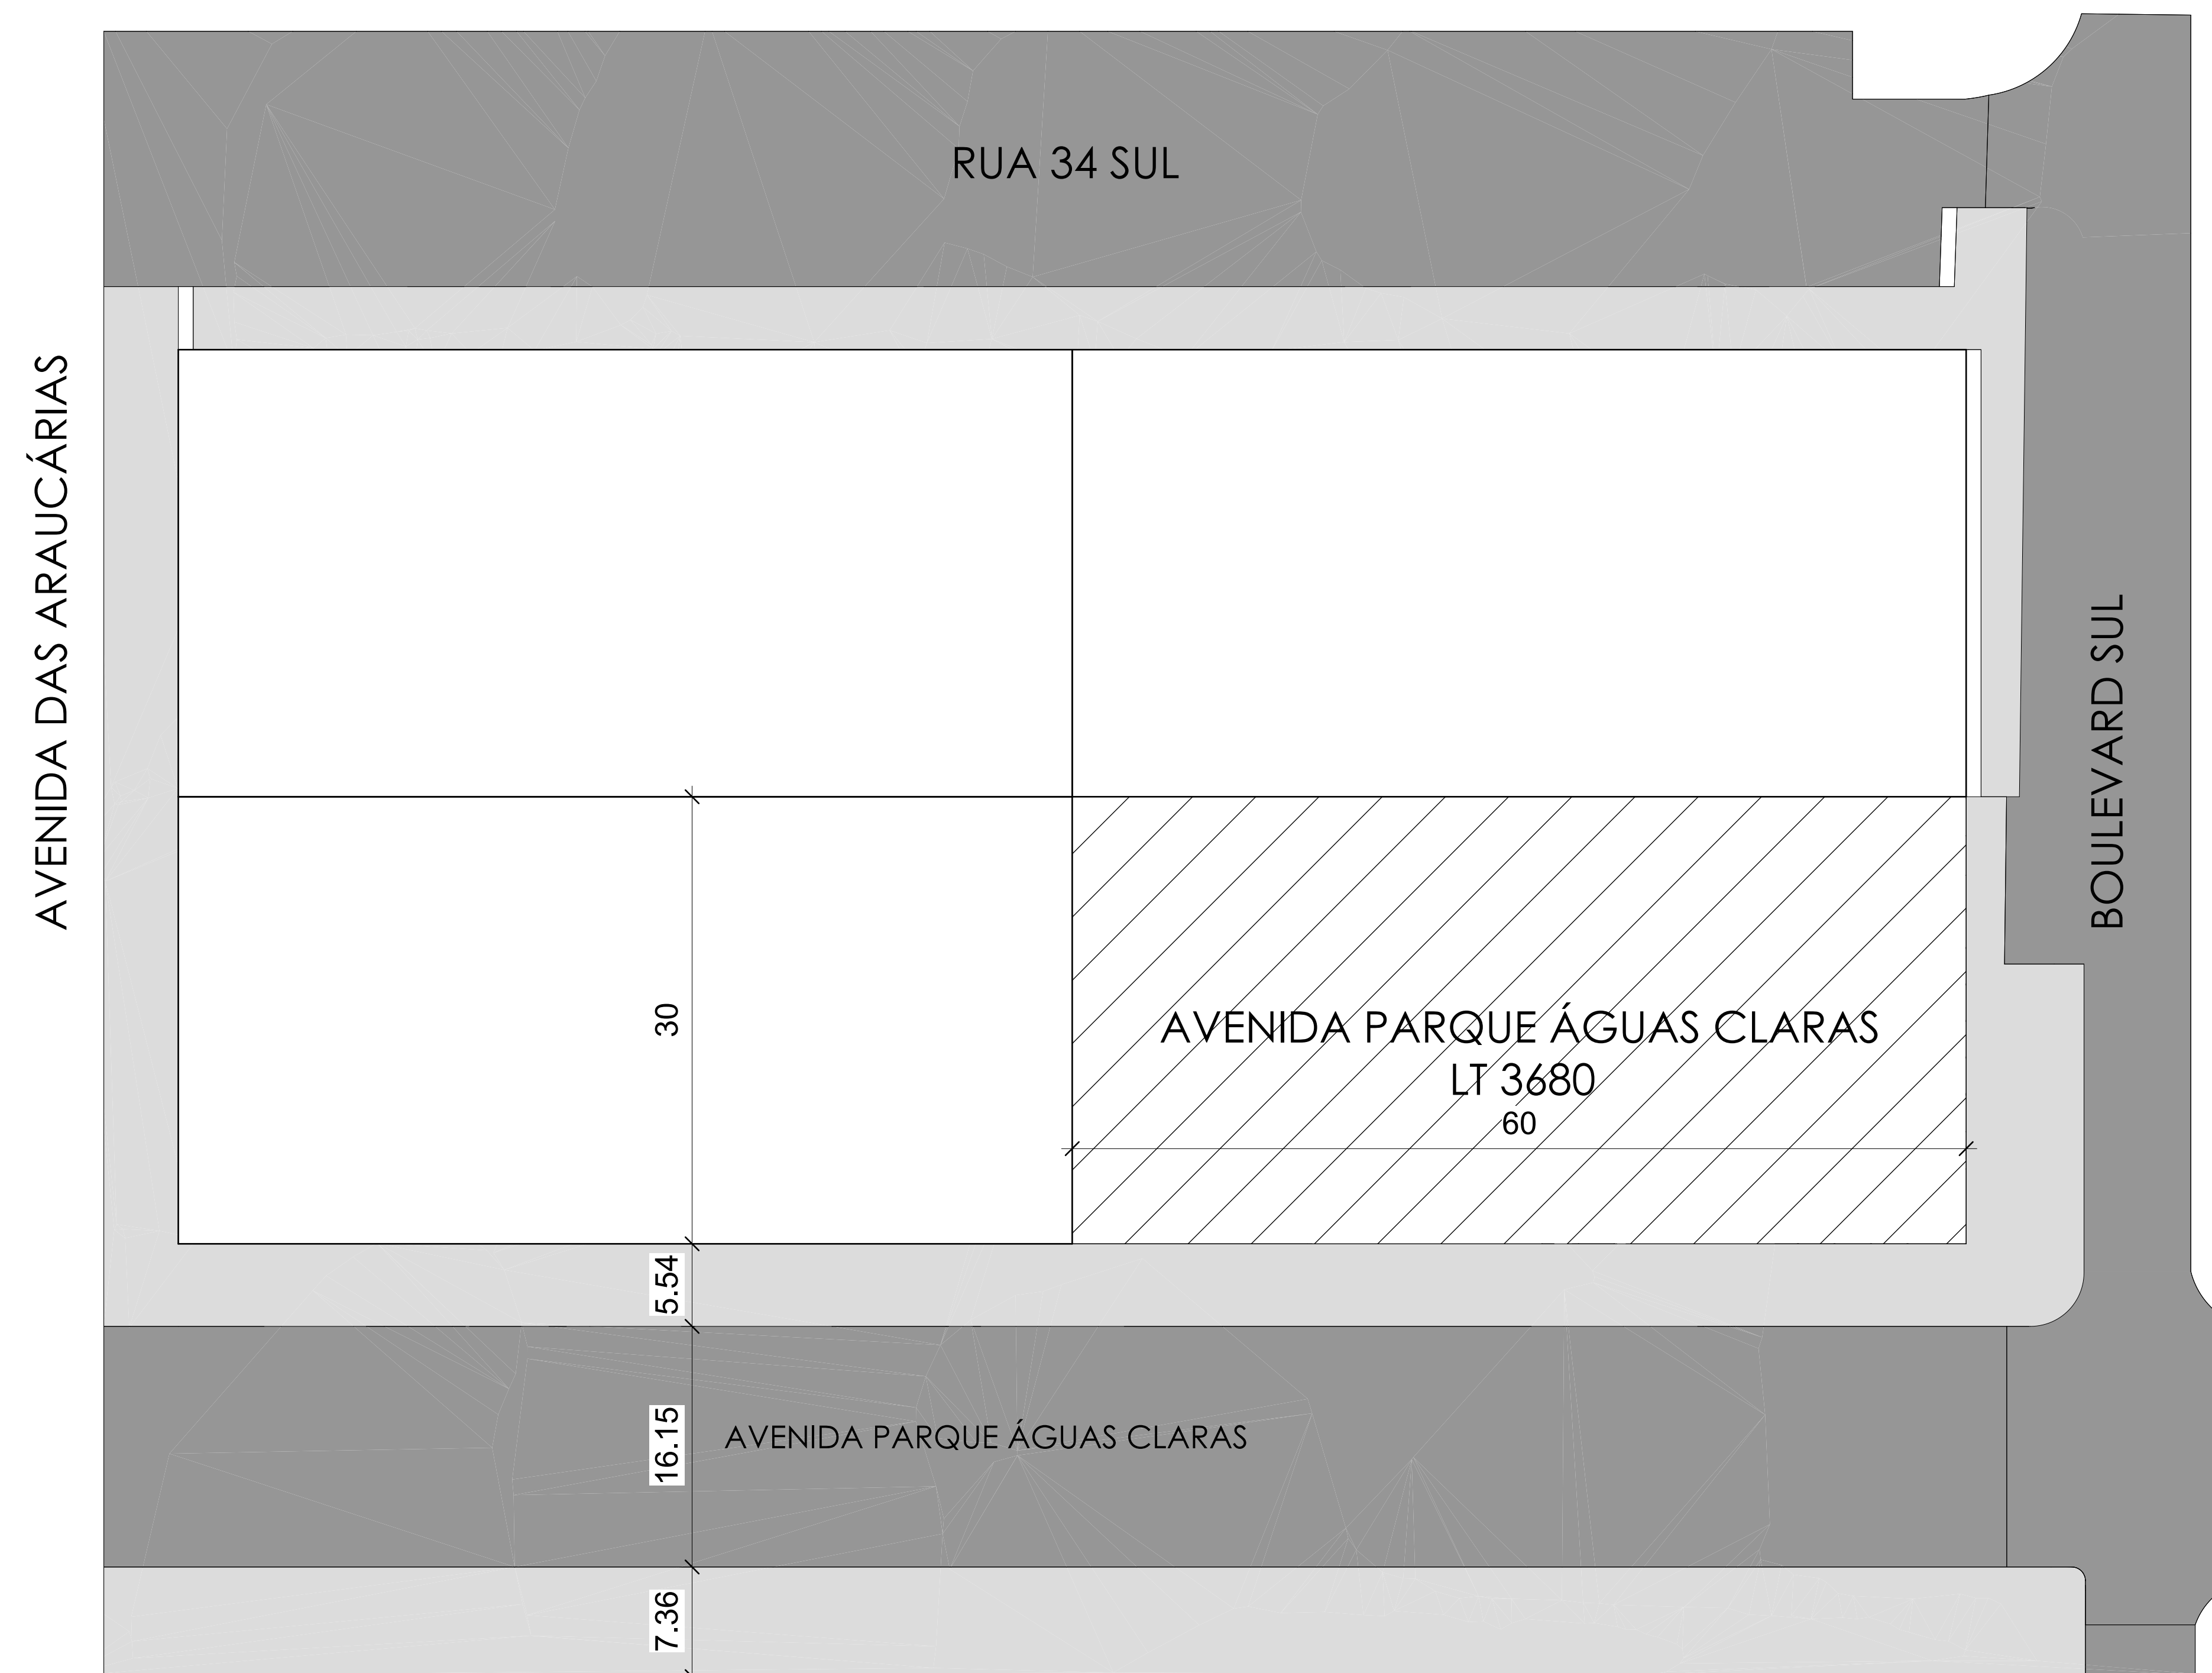 RUA 34 SUL
AVENIDA DAS ARAUCÁRIAS
BOULEVARD SUL
30
AVENIDA PARQUE ÁGUAS CLARAS
LT 3680
60
5.54
16.15
AVENIDA PARQUE ÁGUAS CLARAS
7.36